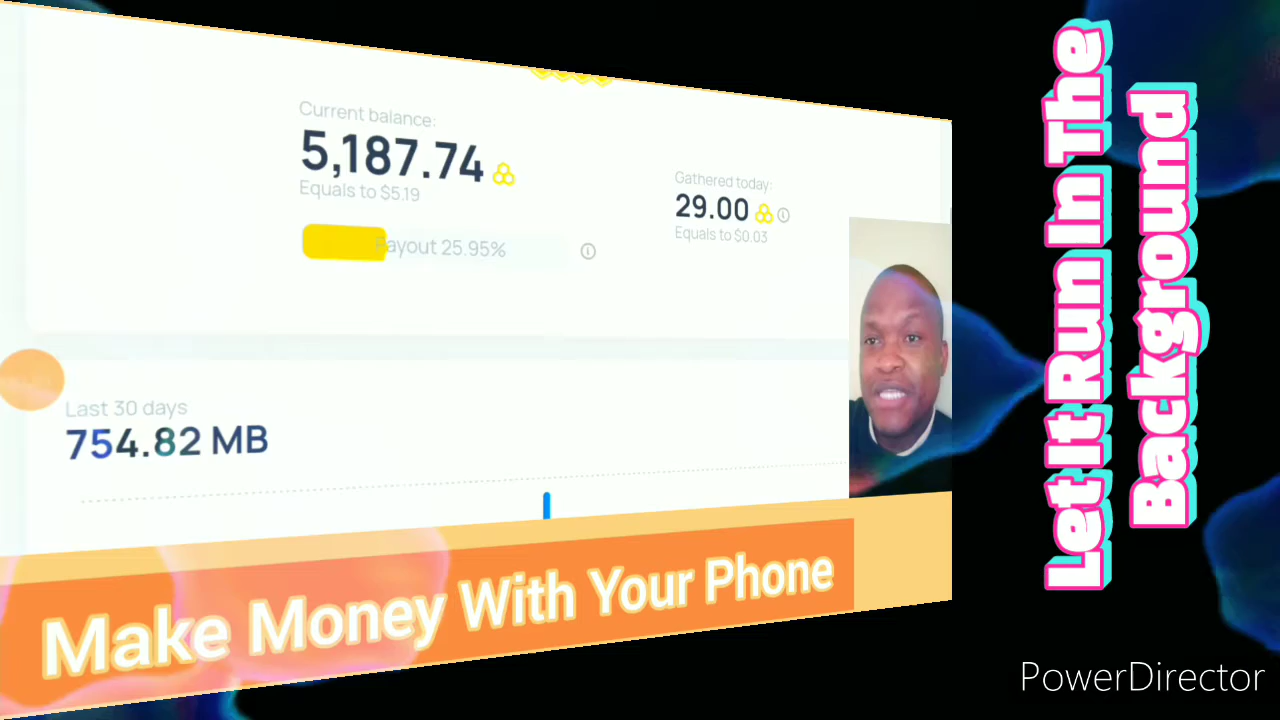 Current balance:
5,187.74
Equals to $5.19
Payout 25.95%
Gathered today:
29.00
Equals to $0.03
Last 30 days
754.82 MB
Make Money With Your Phone
Let It Run In The
Background
PowerDirector